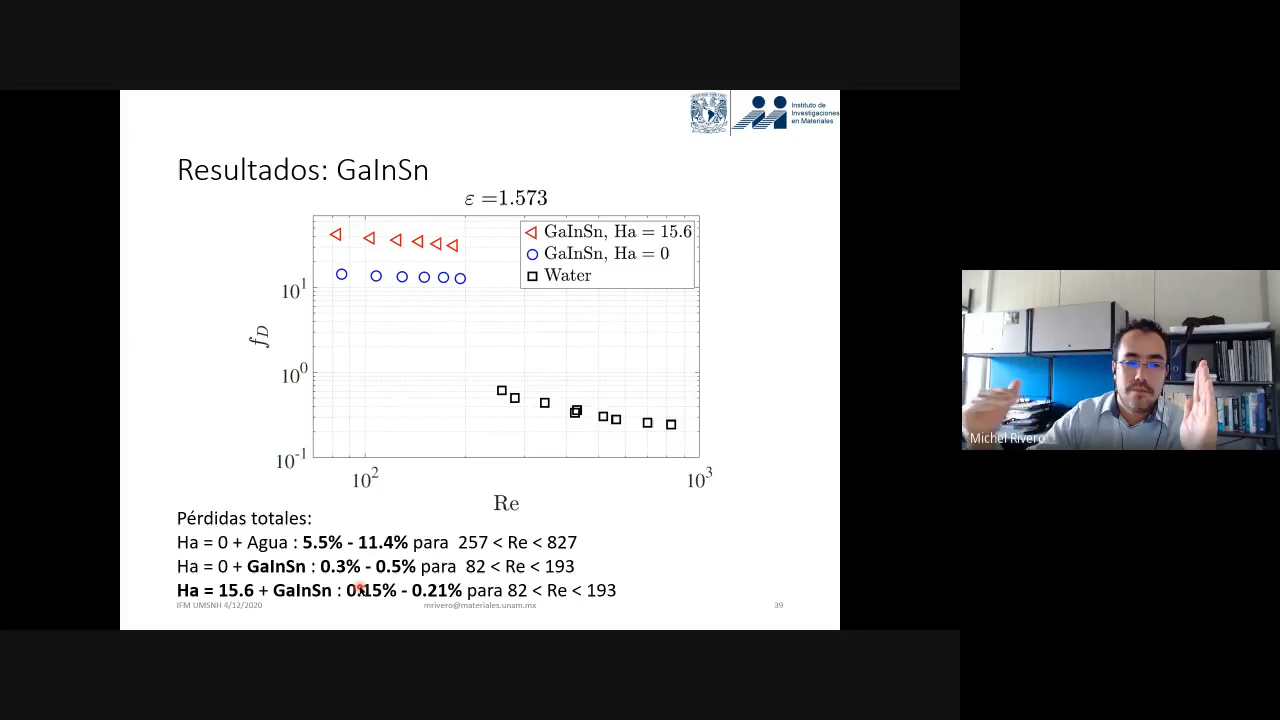 Instituto de
Investigaciones
en Materiales
Resultados: GaInSn
ε =1.573
GaInSn, Ha = 15.6
GaInSn, Ha = 0
Water
10¹
10⁰
10⁻¹
f_D
10²
10³
Re
Pérdidas totales:
Ha = 0 + Agua : 5.5% - 11.4% para 257 < Re < 827
Ha = 0 + GaInSn : 0.3% - 0.5% para 82 < Re < 193
Ha = 15.6 + GaInSn : 0.15% - 0.21% para 82 < Re < 193
IFM UMSNH 4/12/2020
mrivero@materiales.unam.mx
39
Michel Rivero